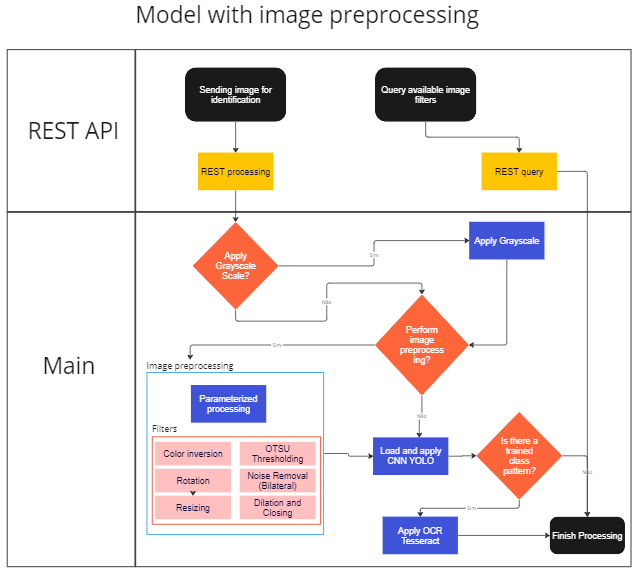 Model with image preprocessing
REST API
Sending image for
identification
Query available image
filters
REST processing
REST query
Main
Apply
Grayscale
Scale?
Sim
Apply Grayscale
Não
Perform
image
preprocess
ing?
Sim
Image preprocessing
Parameterized
processing
Filters
Color inversion
OTSU
Thresholding
Rotation
Noise Removal
(Bilateral)
Resizing
Dilation and
Closing
Não
Load and apply
CNN YOLO
Is there a
trained
class
pattern?
Não
Sim
Apply OCR
Tesseract
Finish Processing